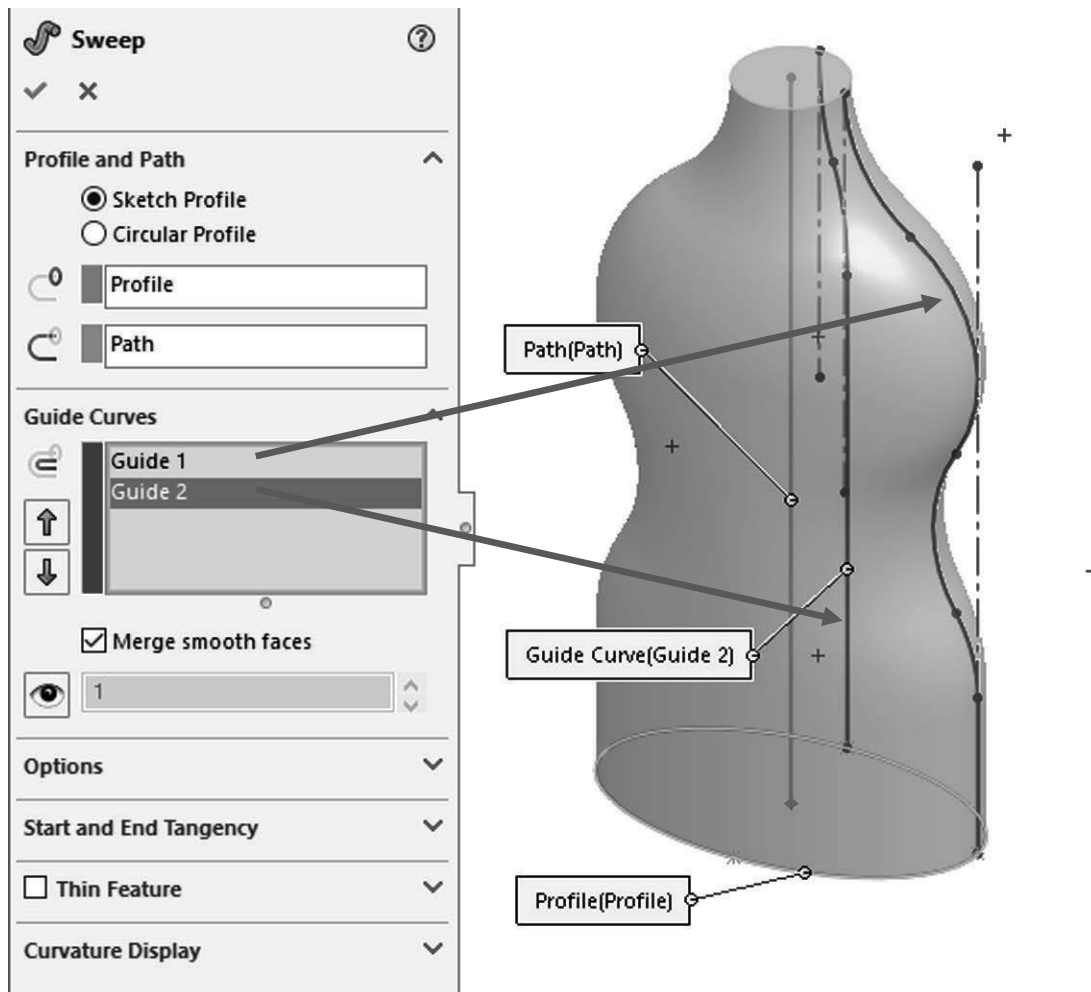 Sweep
Profile and Path
Sketch Profile
Circular Profile
Profile
Path
Guide Curves
Guide 1
Guide 2
Merge smooth faces
1
Options
Start and End Tangency
Thin Feature
Curvature Display
Path(Path)
Guide Curve(Guide 2)
Profile(Profile)